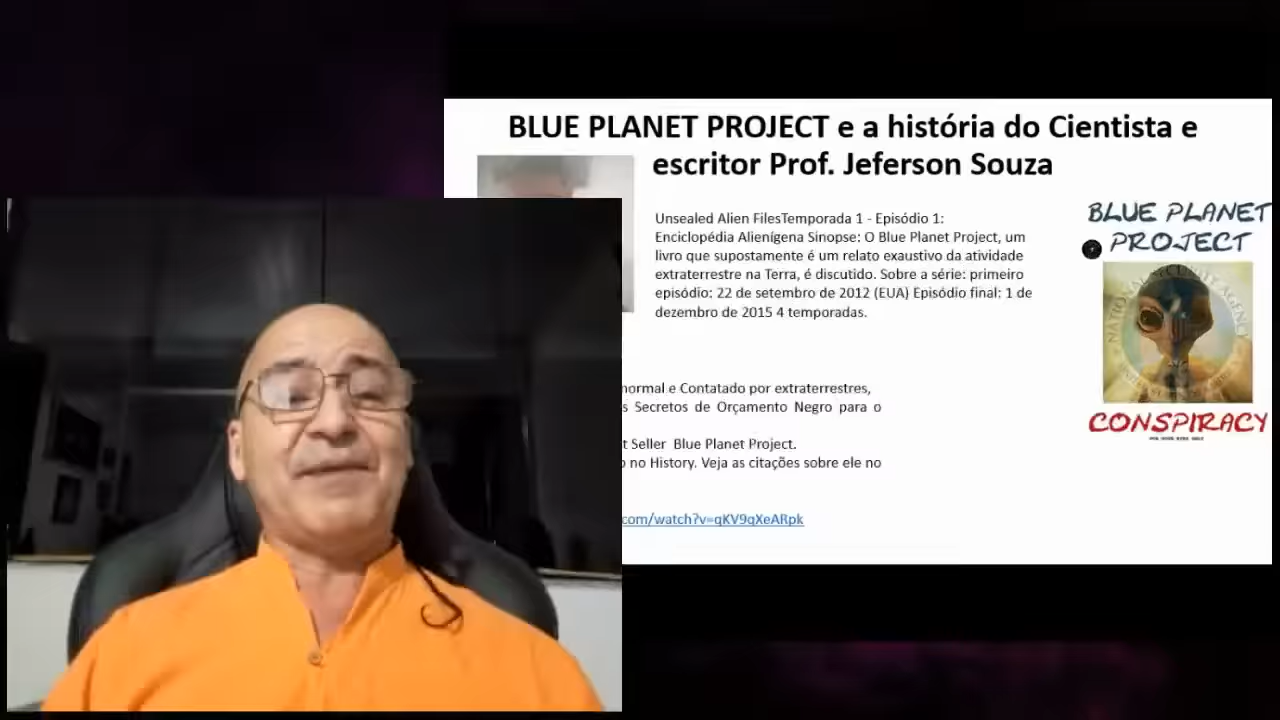 BLUE PLANET PROJECT e a história do Cientista e
escritor Prof. Jeferson Souza
Unsealed Alien FilesTemporada 1 - Episódio 1:
Enciclopédia Alienígena Sinopse: O Blue Planet Project, um
livro que supostamente é um relato exaustivo da atividade
extraterrestre na Terra, é discutido. Sobre a série: primeiro
episódio: 22 de setembro de 2012 (EUA) Episódio final: 1 de
dezembro de 2015 4 temporadas.
BLUE PLANET
PROJECT
NATIONAL SECURITY AGENCY
CONSPIRACY
normal e Contatado por extraterrestres,
s Secretos de Orçamento Negro para o
t Seller Blue Planet Project.
o no History. Veja as citações sobre ele no
com/watch?v=qKV9qXeARpk